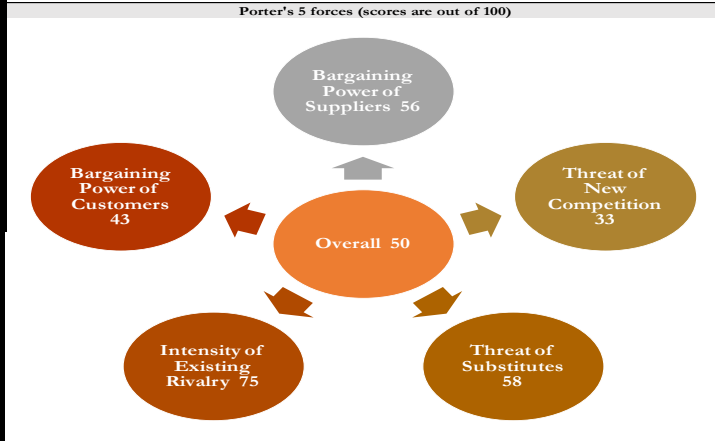 Porter's 5 forces (scores are out of 100)
Bargaining
Power of
Suppliers 56
Bargaining
Power of
Customers
43
Threat of
New
Competition
33
Overall 50
Intensity of
Existing
Rivalry 75
Threat of
Substitutes
58